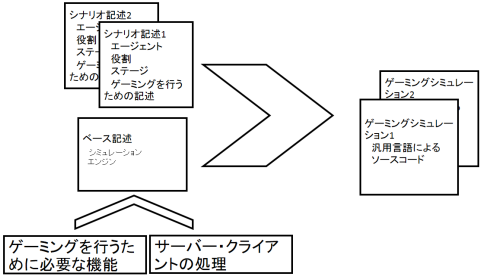 シナリオ記述2
エージ
役割
ステー
ゲーミ
ための
シナリオ記述1
エージェント
役割
ステージ
ゲーミングを行う
ための記述
ベース記述
シミュレーション
エンジン
ゲーミングを行うた
めに必要な機能
サーバー・クライア
ントの処理
ゲーミングシミュレー
ション2
ゲーミングシミュレー
ション1
汎用言語による
ソースコード